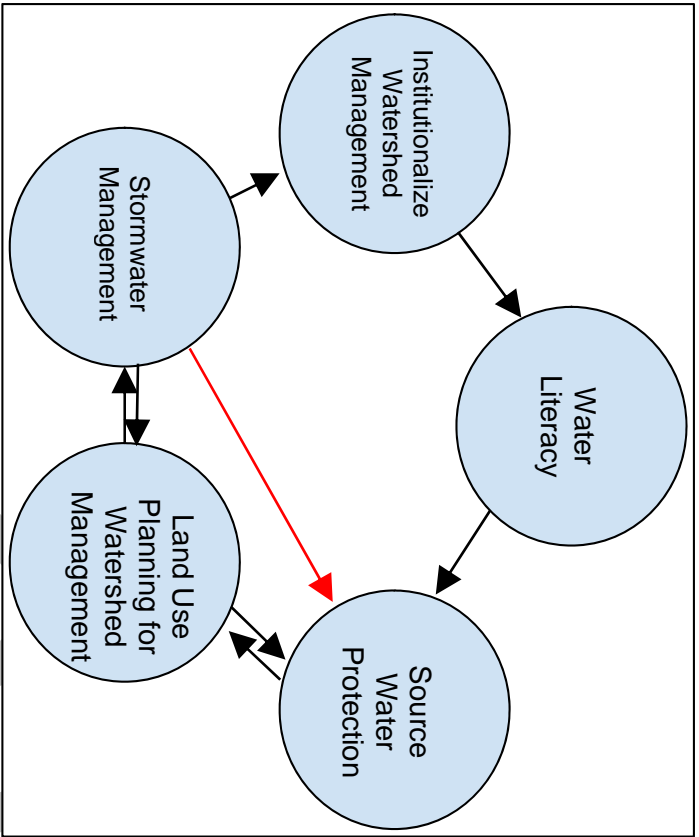 Water
Literacy
Institutionalize
Watershed
Management
Source
Water
Protection
Stormwater
Management
Land Use
Planning for
Watershed
Management